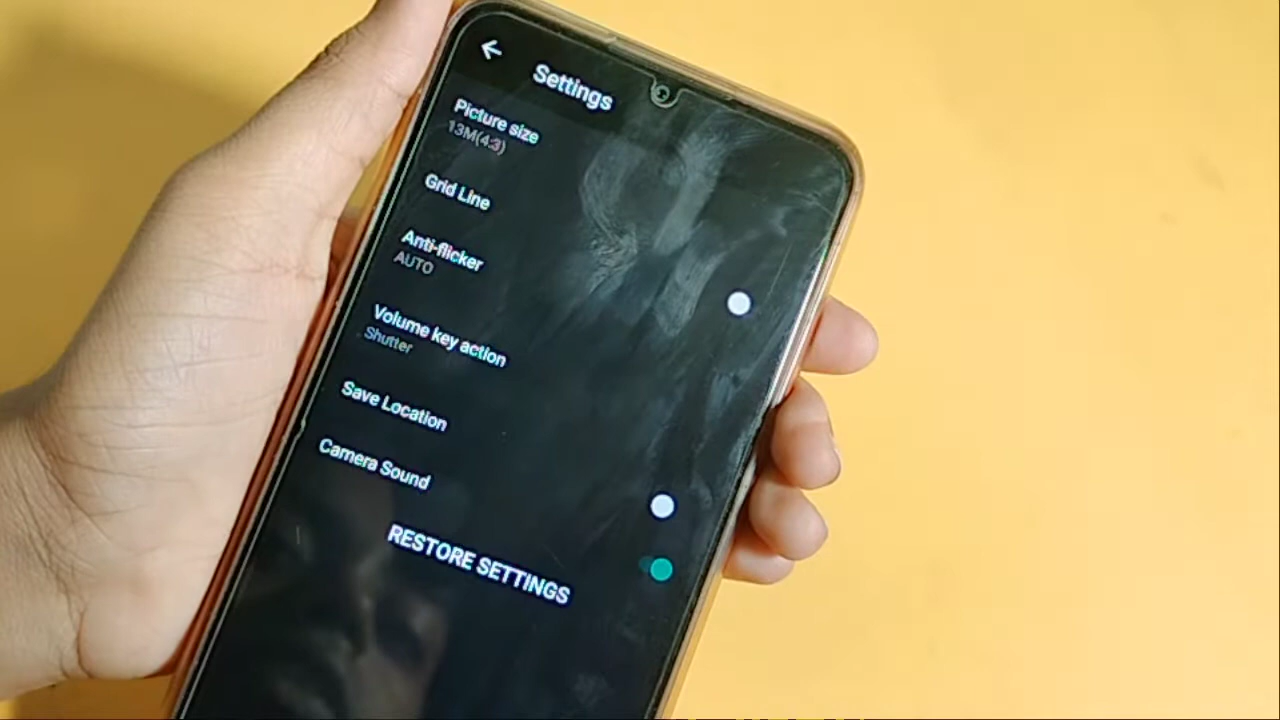 Settings
Picture size
13M(4:3)
Grid Line
Anti-flicker
AUTO
Volume key action
Shutter
Save Location
Camera Sound
RESTORE SETTINGS